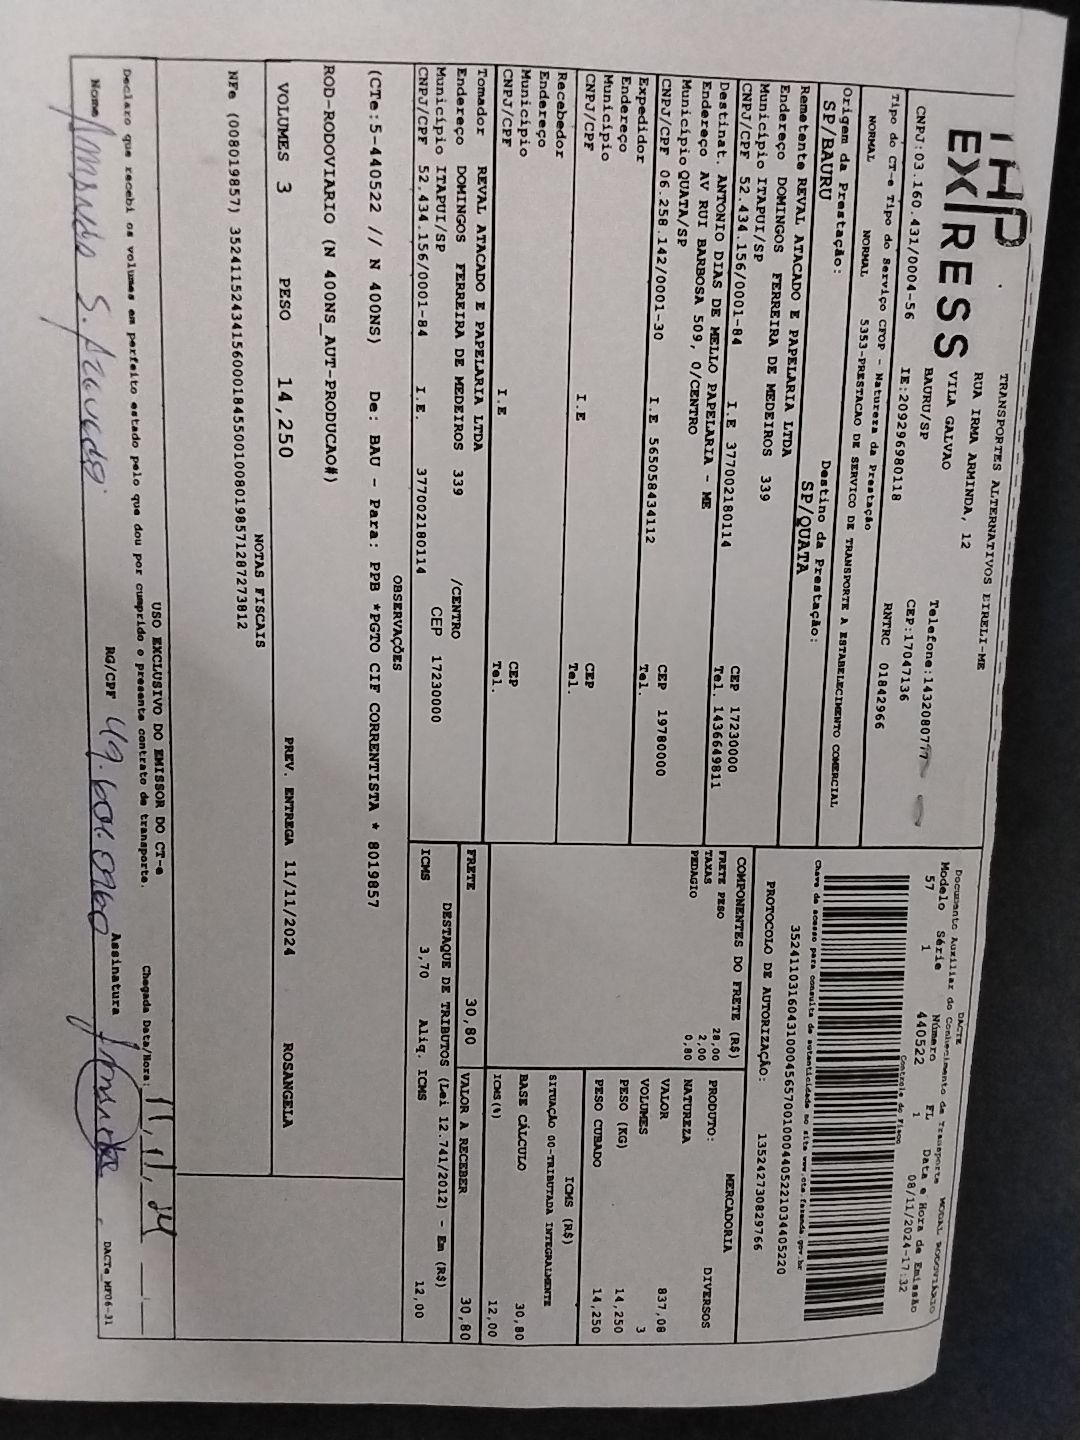 THP
EXPRESS
TRANSPORTES ALTERNATIVOS EIRELI-ME
RUA IRMA ARMINDA, 12
VILA GALVAO
BAURU/SP
Telefone:1432080777
CEP:17047136
CNPJ:03.160.431/0004-56 IE:209296980118 RNTRC 01842966
Tipo do CT-e Tipo do Serviço CFOP - Natureza da Prestação
NORMAL NORMAL 5353-PRESTACAO DE SERVICO DE TRANSPORTE A ESTABELECIMENTO COMERCIAL
Origem da Prestação: Destino da Prestação:
SP/BAURU SP/QUATA
Remetente REVAL ATACADO E PAPELARIA LTDA
Endereço DOMINGOS FERREIRA DE MEDEIROS 339
Município ITAPUI/SP CEP 17230000
CNPJ/CPF 52.434.156/0001-84 I.E 377002180114 Tel. 1436649811
Destinat. ANTONIO DIAS DE MELLO PAPELARIA - ME
Endereço AV RUI BARBOSA 509, 0/CENTRO
Município QUATA/SP CEP 19780000
CNPJ/CPF 06.258.142/0001-30 I.E 565058434112 Tel.
Expedidor
Endereço
Município CEP
CNPJ/CPF I.E Tel.
Recebedor
Endereço
Município CEP
CNPJ/CPF I.E Tel.
Tomador REVAL ATACADO E PAPELARIA LTDA
Endereço DOMINGOS FERREIRA DE MEDEIROS 339 /CENTRO
Município ITAPUI/SP CEP 17230000
CNPJ/CPF 52.434.156/0001-84 I.E. 377002180114
DACTE
Documento Auxiliar do Conhecimento de Transporte MODAL RODOVIÁRIO
Modelo Série Número FL Data e Hora de Emissão
57 1 440522 1 08/11/2024-17:32
Controle do Fisco
Chave de acesso para consulta de autenticidade no site www.cte.fazenda.gov.br
35241103160431000456570010004405221034405220
PROTOCOLO DE AUTORIZAÇÃO: 135242730829766
COMPONENTES DO FRETE (R$)
FRETE PESO 28,00
TAXAS 2,00
PEDAGIO 0,80
MERCADORIA
PRODUTO: DIVERSOS
NATUREZA
VALOR 837,08
VOLUMES 3
PESO (KG) 14,250
PESO CUBADO 14,250
ICMS (R$)
SITUAÇÃO 00-TRIBUTADA INTEGRALMENTE
BASE CÁLCULO 30,80
ICMS(%) 12,00
FRETE 30,80 VALOR A RECEBER 30,80
DESTAQUE DE TRIBUTOS (Lei 12.741/2012) - Em (R$)
ICMS 3,70 Aliq. ICMS 12,00
OBSERVAÇÕES
(CTe:5-440522 // N 400NS) De: BAU - Para: PPB *PGTO CIF CORRENTISTA * 8019857
ROD-RODOVIARIO (N 400NS_AUT-PRODUCAO#)
VOLUMES 3 PESO 14,250 PREV. ENTREGA 11/11/2024 ROSANGELA
NOTAS FISCAIS
NFe (008019857) 35241152434156000184550010080198571287273812
USO EXCLUSIVO DO EMISSOR DO CT-e
Declaro que recebi os volumes em perfeito estado pelo que dou por cumprido o presente contrato de transporte. Chegada Data/Hora: 11/11/24
Nome Amanda S. Azevedo RG/CPF 49.601.0960 Assinatura Amanda
DACTe_MF06-31